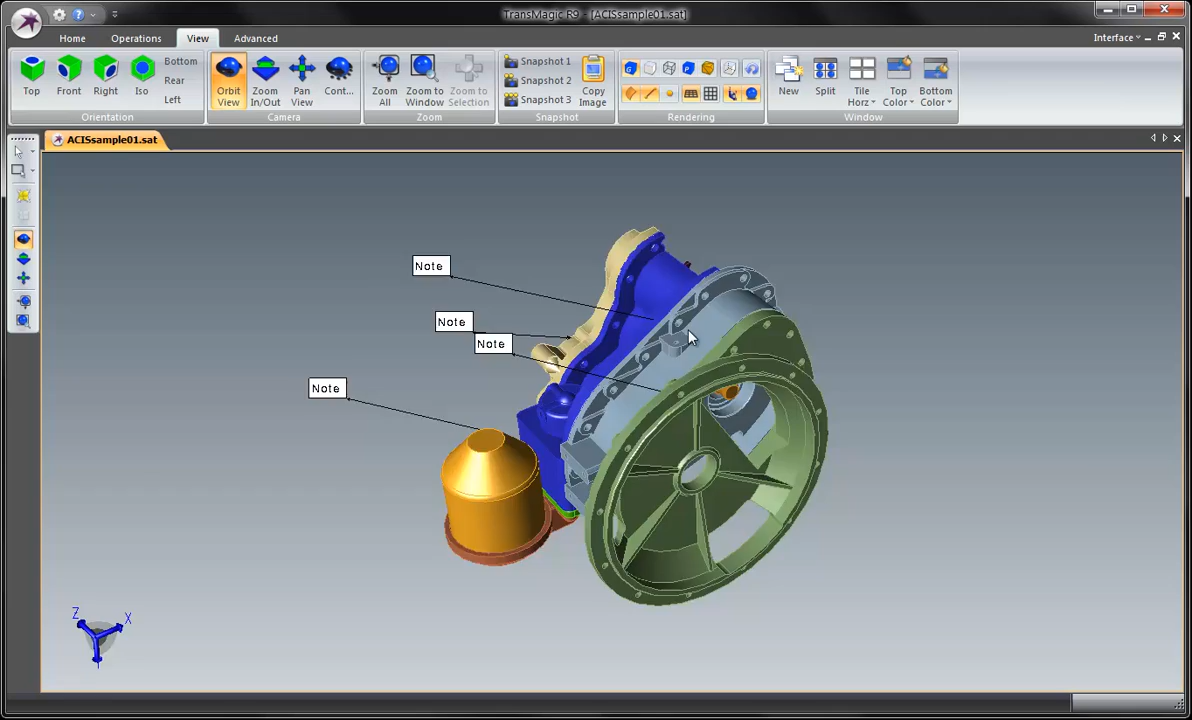 TransMagic R9 - [ACISsample01.sat]
Home Operations View Advanced Interface
Top Front Right Iso Bottom Rear Left
Orientation
Orbit View Zoom In/Out Pan View Cont...
Camera
Zoom All Zoom to Window Zoom to Selection
Zoom
Snapshot 1
Snapshot 2
Snapshot 3
Copy Image
Snapshot
Rendering
New Split Tile Horz Top Color Bottom Color
Window
ACISsample01.sat
Note
Note
Note
Note
Z
X